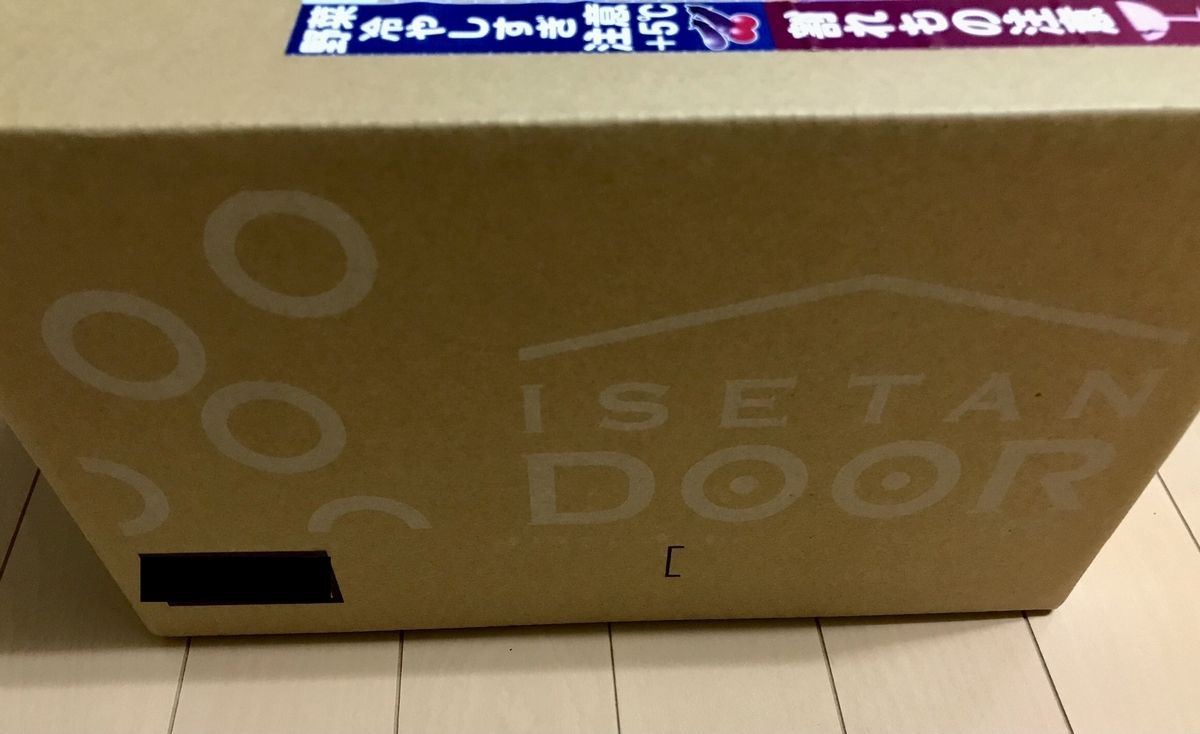 野菜 冷やしすぎ 注意 +5℃
割れもの注意
ISETAN
DOOR
[